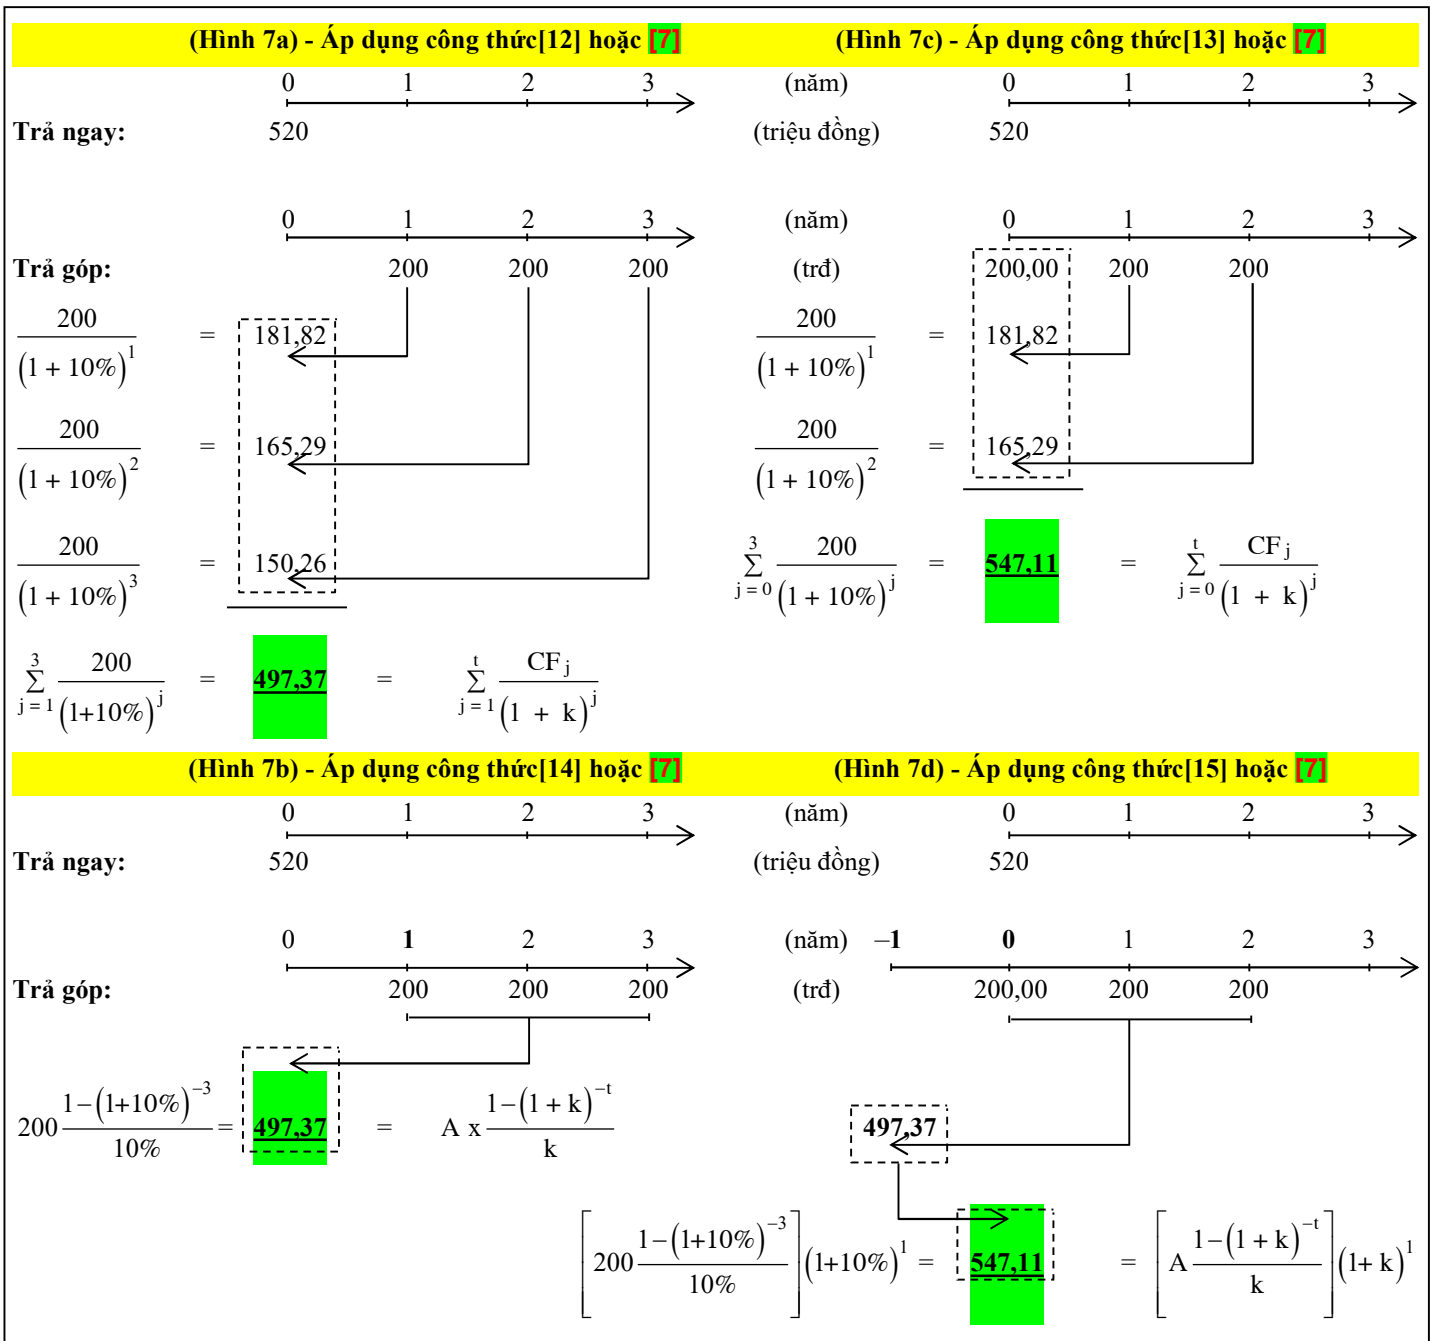 (Hình 7a) - Áp dụng công thức[12] hoặc [7]
0 1 2 3
Trả ngay: 520
0 1 2 3
Trả góp: 200 200 200
200 / (1 + 10%)^1 = 181,82
200 / (1 + 10%)^2 = 165,29
200 / (1 + 10%)^3 = 150,26
3 ∑ j = 1 200 / (1+10%)^j = 497,37 = t ∑ j = 1 CF_j / (1 + k)^j
(Hình 7c) - Áp dụng công thức[13] hoặc [7]
(năm) 0 1 2 3
(triệu đồng) 520
(năm) 0 1 2 3
(trđ) 200,00 200 200
200 / (1 + 10%)^1 = 181,82
200 / (1 + 10%)^2 = 165,29
3 ∑ j = 0 200 / (1 + 10%)^j = 547,11 = t ∑ j = 0 CF_j / (1 + k)^j
(Hình 7b) - Áp dụng công thức[14] hoặc [7]
0 1 2 3
Trả ngay: 520
0 1 2 3
Trả góp: 200 200 200
200 1−(1+10%)^−3 / 10% = 497,37 = A x 1−(1 + k)^−t / k
(Hình 7d) - Áp dụng công thức[15] hoặc [7]
(năm) 0 1 2 3
(triệu đồng) 520
(năm) −1 0 1 2 3
(trđ) 200,00 200 200
497,37
[200 1−(1+10%)^−3 / 10%] (1+10%)^1 = 547,11 = [A 1−(1 + k)^−t / k] (1+ k)^1